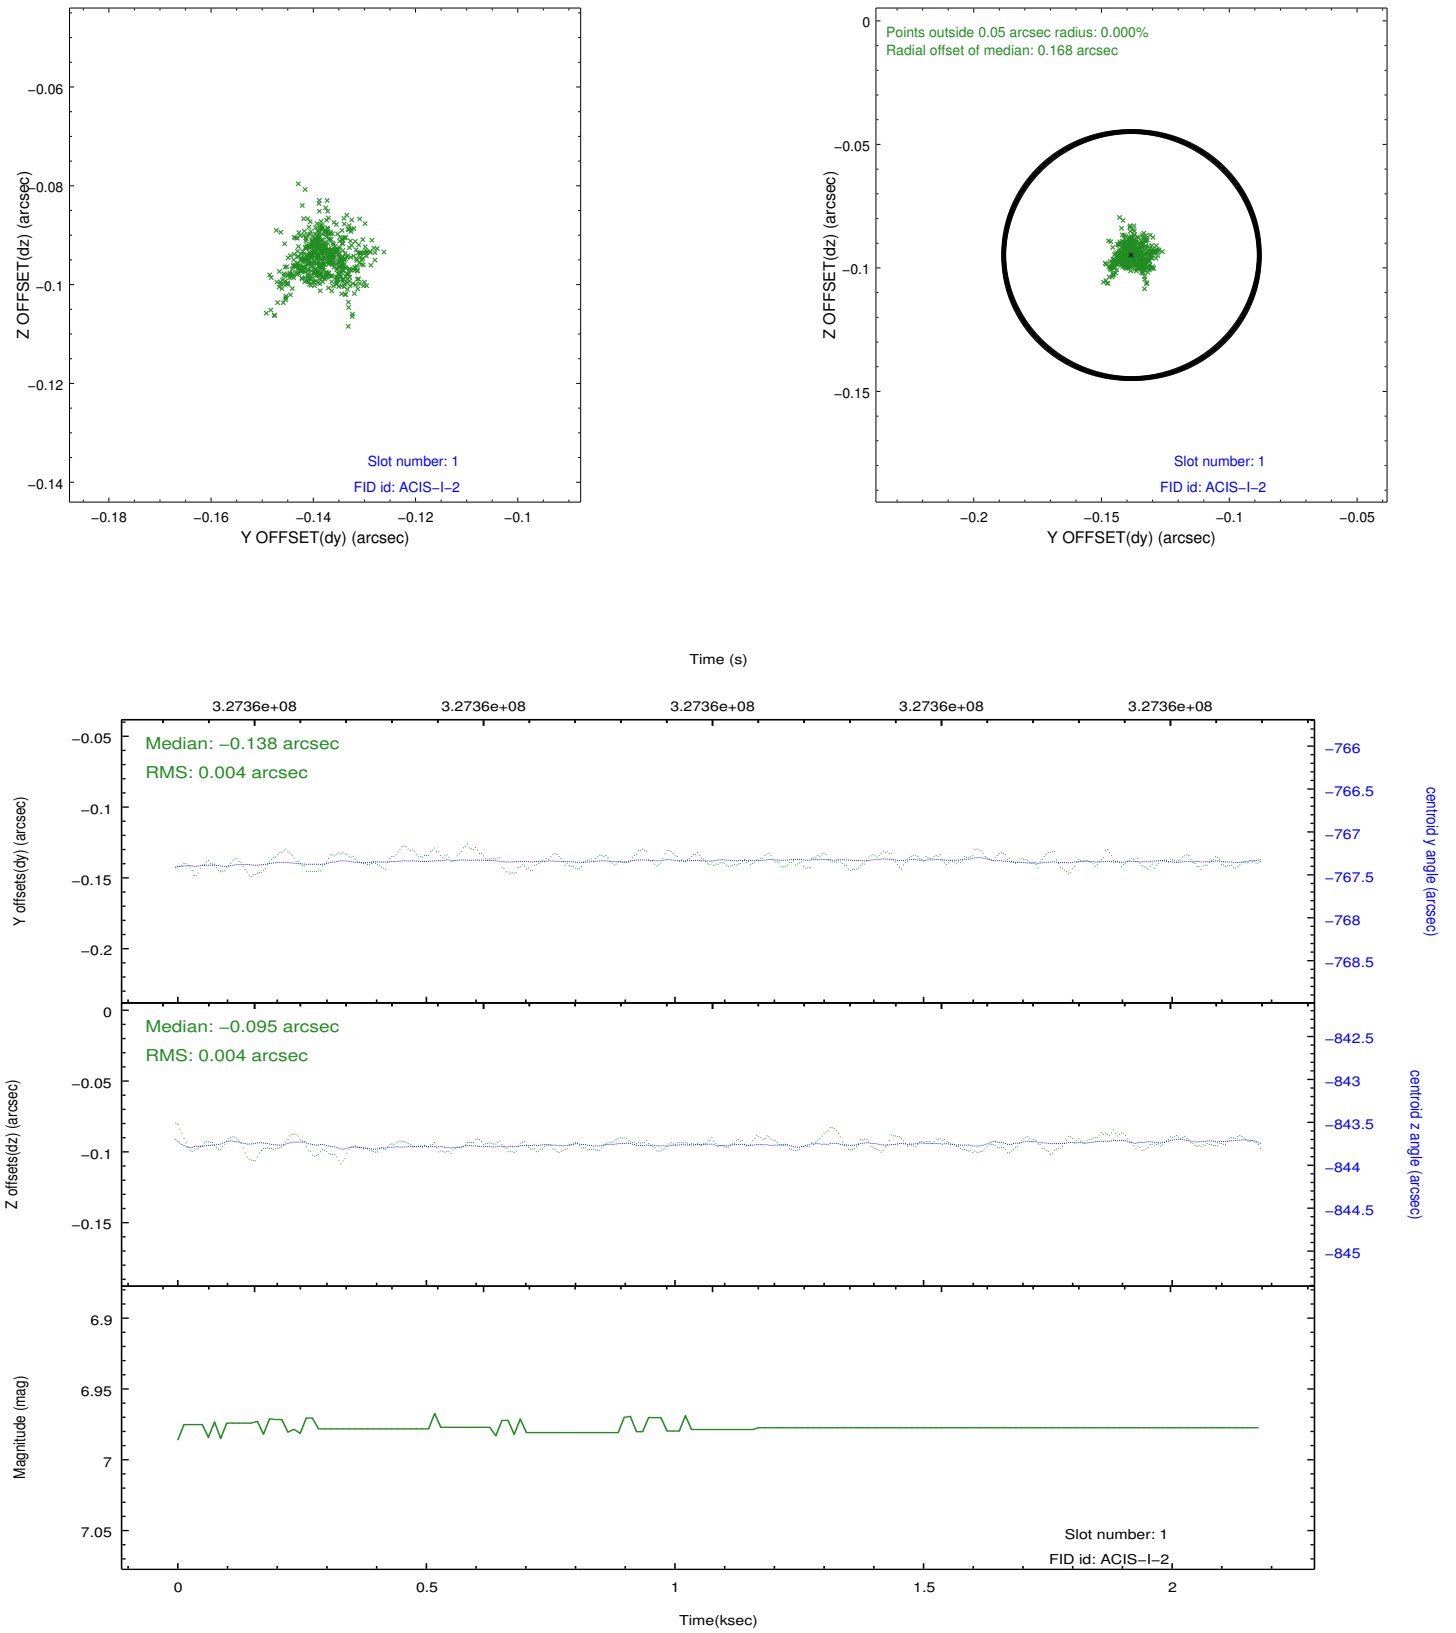 −0.06
−0.08
−0.1
−0.12
−0.14
Z OFFSET(dz) (arcsec)
Slot number: 1
FID id: ACIS−I−2
−0.18
−0.16
−0.14
−0.12
−0.1
Y OFFSET(dy) (arcsec)
0
−0.05
−0.1
−0.15
Z OFFSET(dz) (arcsec)
Points outside 0.05 arcsec radius: 0.000%
Radial offset of median: 0.168 arcsec
Slot number: 1
FID id: ACIS−I−2
−0.2
−0.15
−0.1
−0.05
Y OFFSET(dy) (arcsec)
Time (s)
3.2736e+08
3.2736e+08
3.2736e+08
3.2736e+08
3.2736e+08
−0.05
−0.1
−0.15
−0.2
Y offsets(dy) (arcsec)
Median: −0.138 arcsec
RMS: 0.004 arcsec
−766
−766.5
−767
−767.5
−768
−768.5
centroid y angle (arcsec)
0
−0.05
−0.1
−0.15
Z offsets(dz) (arcsec)
Median: −0.095 arcsec
RMS: 0.004 arcsec
−842.5
−843
−843.5
−844
−844.5
−845
centroid z angle (arcsec)
6.9
6.95
7
7.05
Magnitude (mag)
Slot number: 1
FID id: ACIS−I−2
0
0.5
1
1.5
2
Time(ksec)